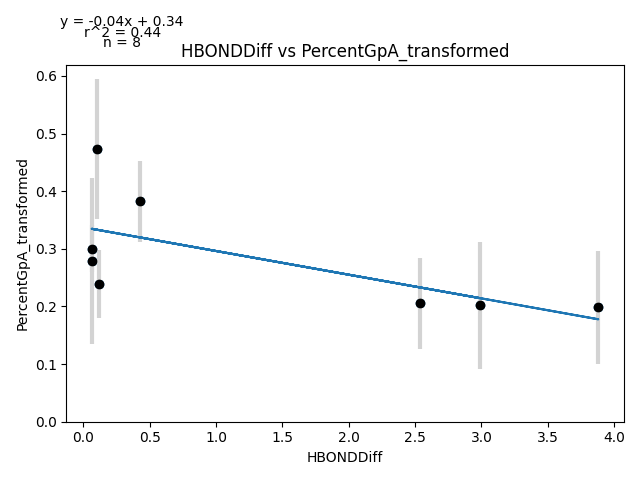 y = -0.04x + 0.34
r^2 = 0.44
n = 8
HBONDDiff vs PercentGpA_transformed
PercentGpA_transformed
0.6
0.5
0.4
0.3
0.2
0.1
0.0
0.0 0.5 1.0 1.5 2.0 2.5 3.0 3.5 4.0
HBONDDiff